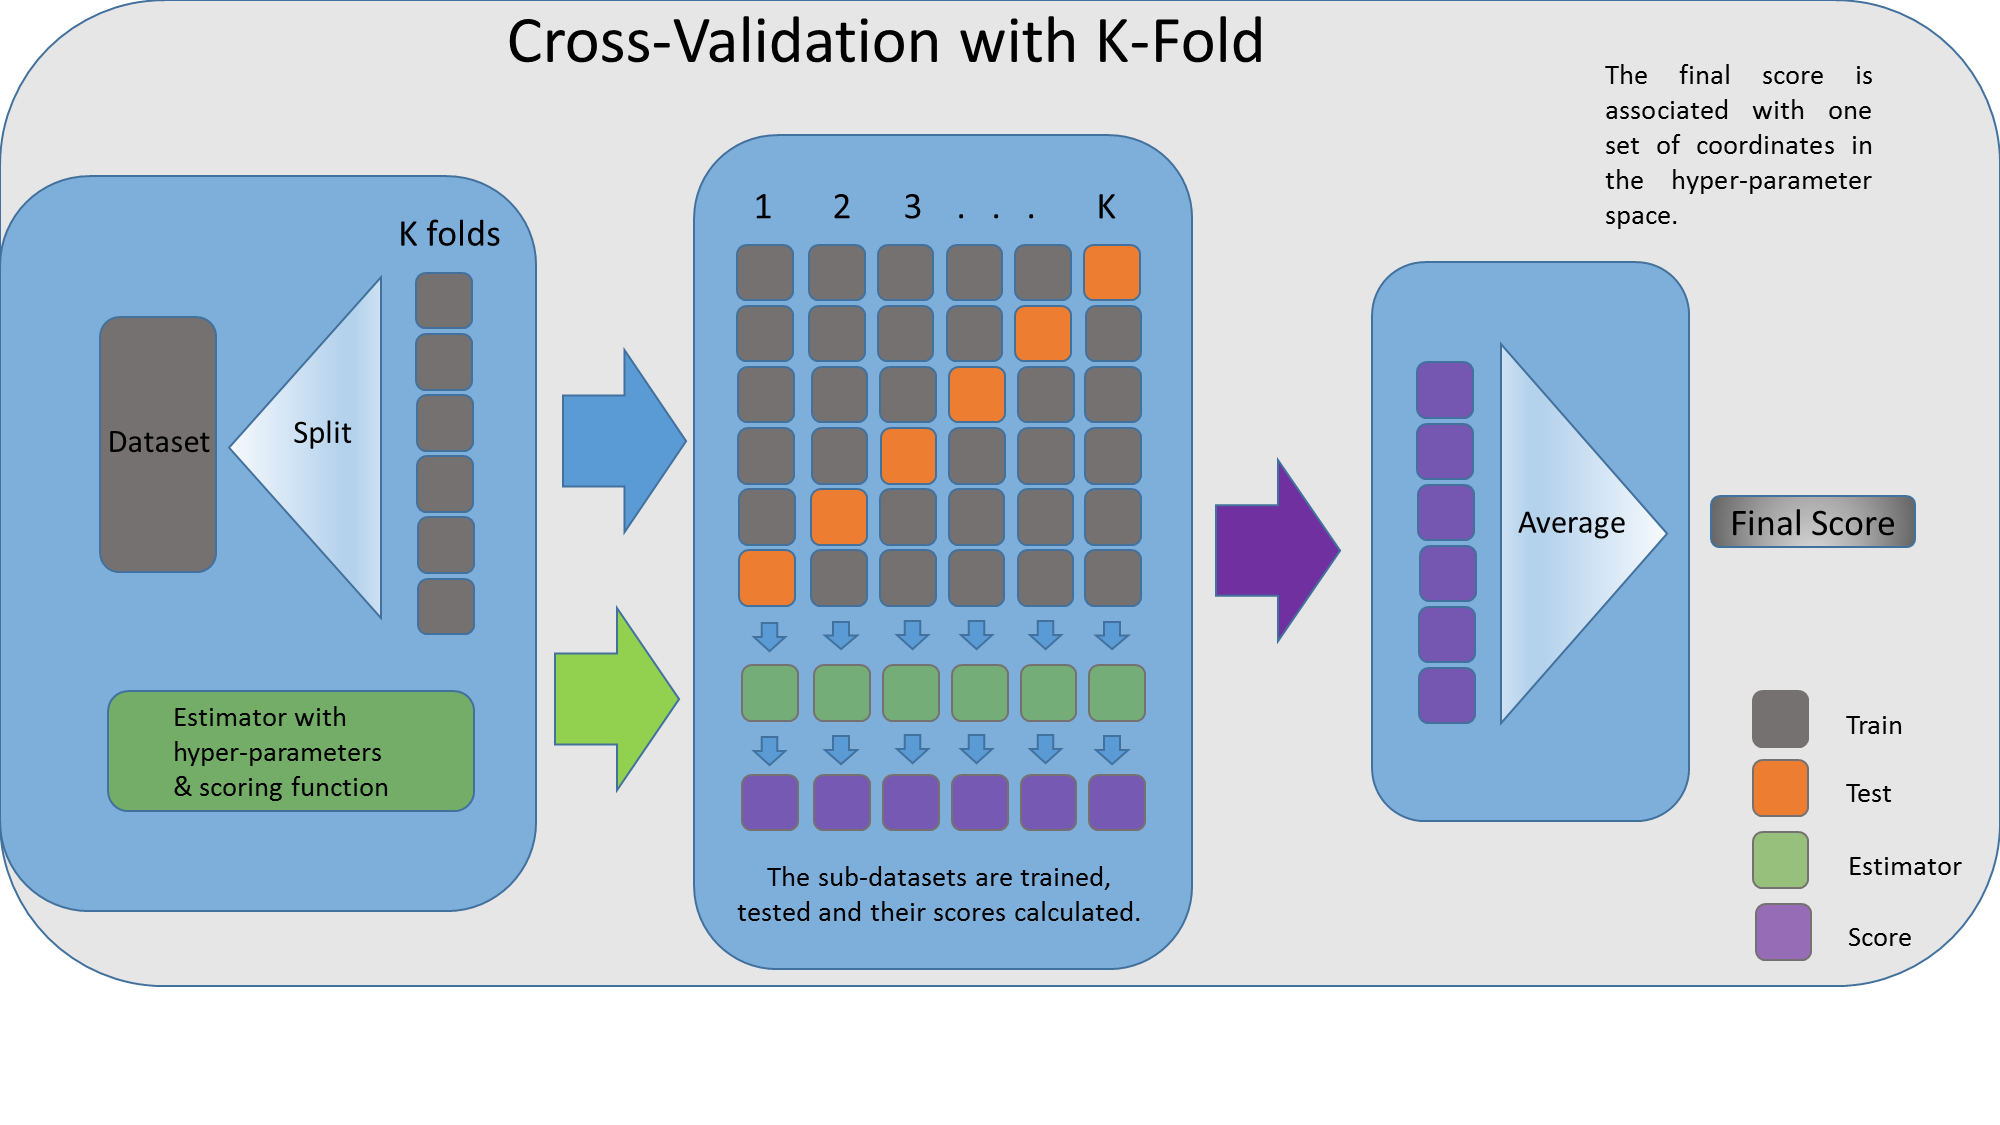 Cross-Validation with K-Fold
The final score is
associated with one
set of coordinates in
the hyper-parameter
space.
K folds
Dataset
Split
Estimator with
hyper-parameters
& scoring function
1 2 3 . . . K
The sub-datasets are trained,
tested and their scores calculated.
Average
Final Score
Train
Test
Estimator
Score